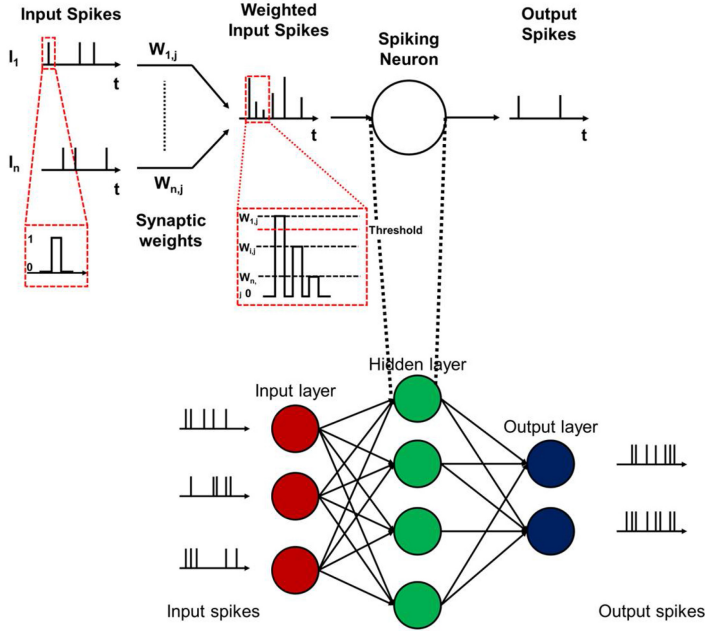 Input Spikes
Weighted
Input Spikes
Spiking
Neuron
Output
Spikes
I1
t
W1,j
t
t
In
t
Wn,j
Synaptic
weights
1
0
W1,j
Threshold
Wi,j
Wn,
j 0
Hidden layer
Input layer
Output layer
Input spikes
Output spikes